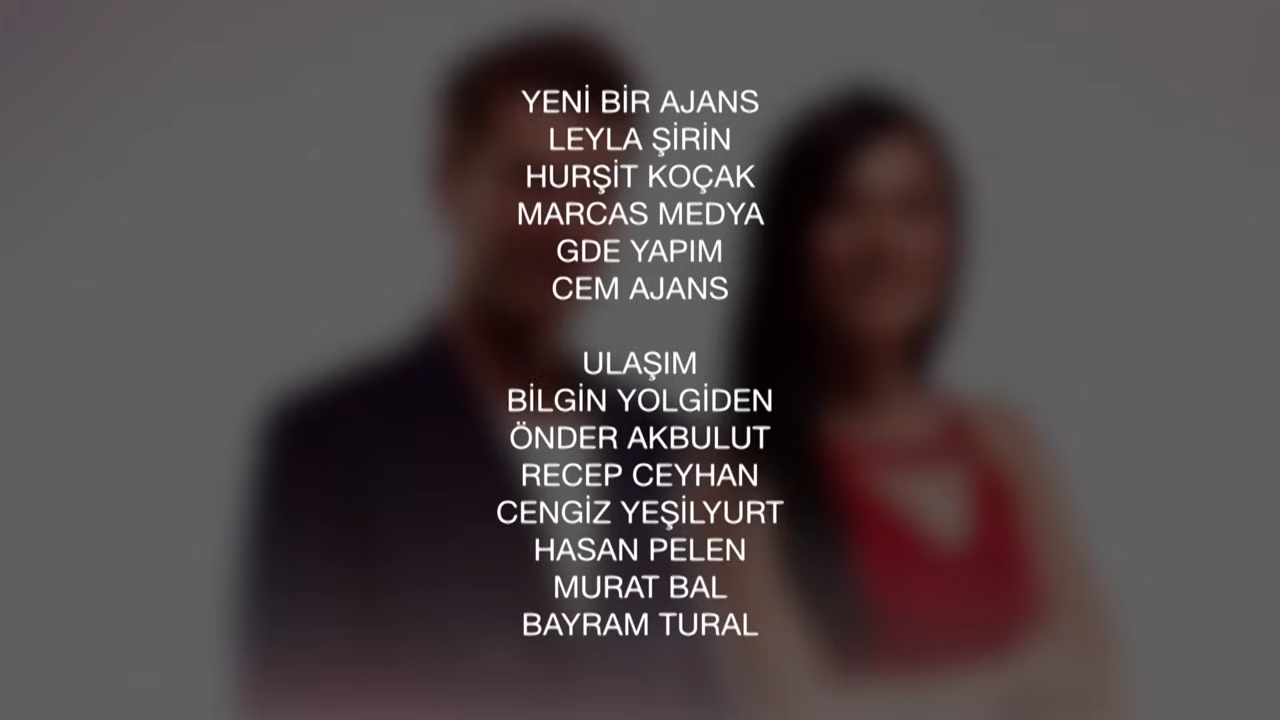 YENİ BİR AJANS
LEYLA ŞİRİN
HURŞİT KOÇAK
MARCAS MEDYA
GDE YAPIM
CEM AJANS
ULAŞIM
BİLGİN YOLGİDEN
ÖNDER AKBULUT
RECEP CEYHAN
CENGİZ YEŞİLYURT
HASAN PELEN
MURAT BAL
BAYRAM TURAL